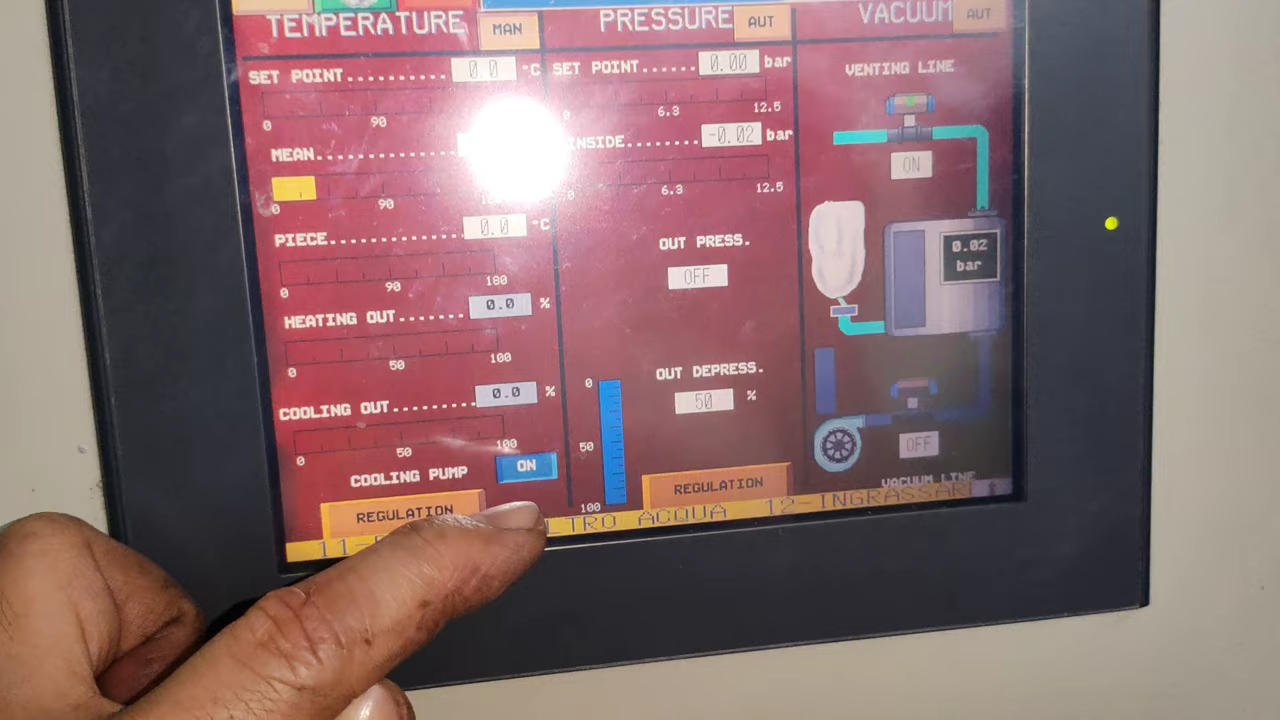 TEMPERATURE MAN
SET POINT.......... 0.0 °C
0 90
MEAN...............
0 90
PIECE.............. 0.0 °C
0 90 180
HEATING OUT....... 0.0 %
0 50 100
COOLING OUT........ 0.0 %
0 50 100
COOLING PUMP ON
REGULATION
PRESSURE AUT
SET POINT...... 0.00 bar
0 6.3 12.5
INSIDE........ -0.02 bar
0 6.3 12.5
OUT PRESS.
OFF
OUT DEPRESS.
50 %
0
50
100
REGULATION
VACUUM AUT
VENTING LINE
ON
0.02
bar
OFF
VACUUM LINE
11- LTRO ACQUA 12-INGRASSAR